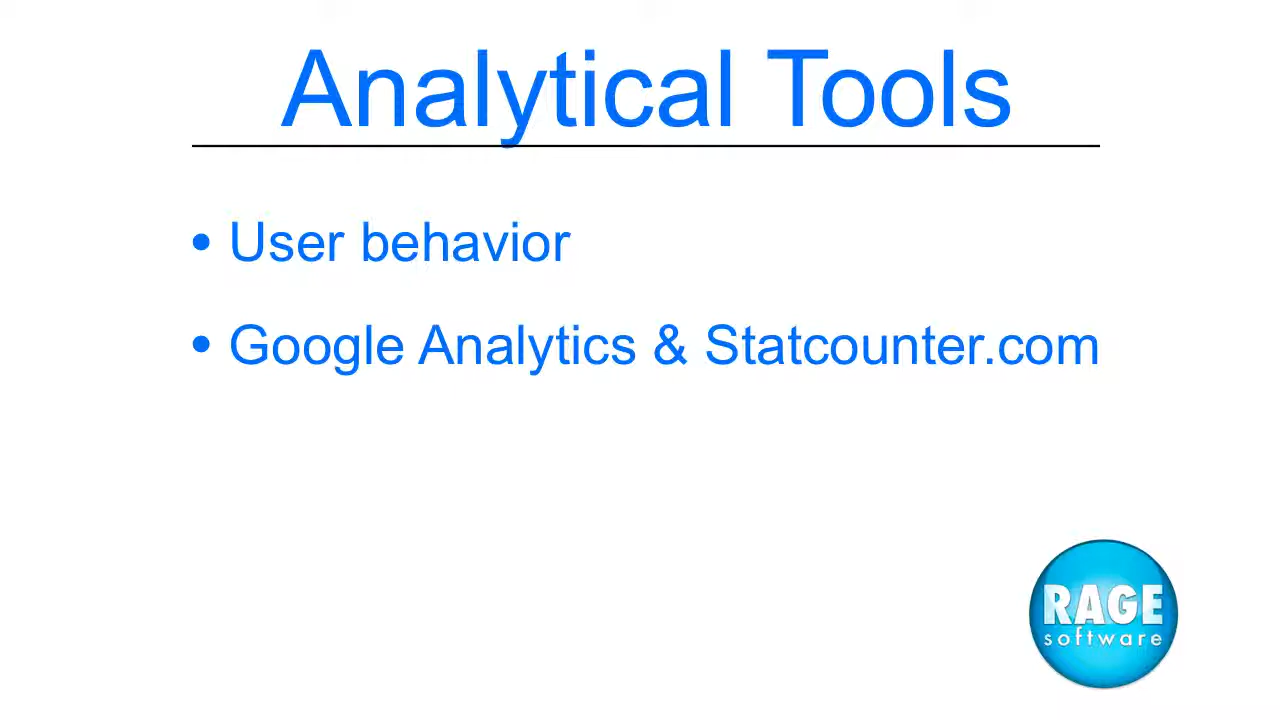 Analytical Tools
• User behavior
• Google Analytics & Statcounter.com
RAGE
software